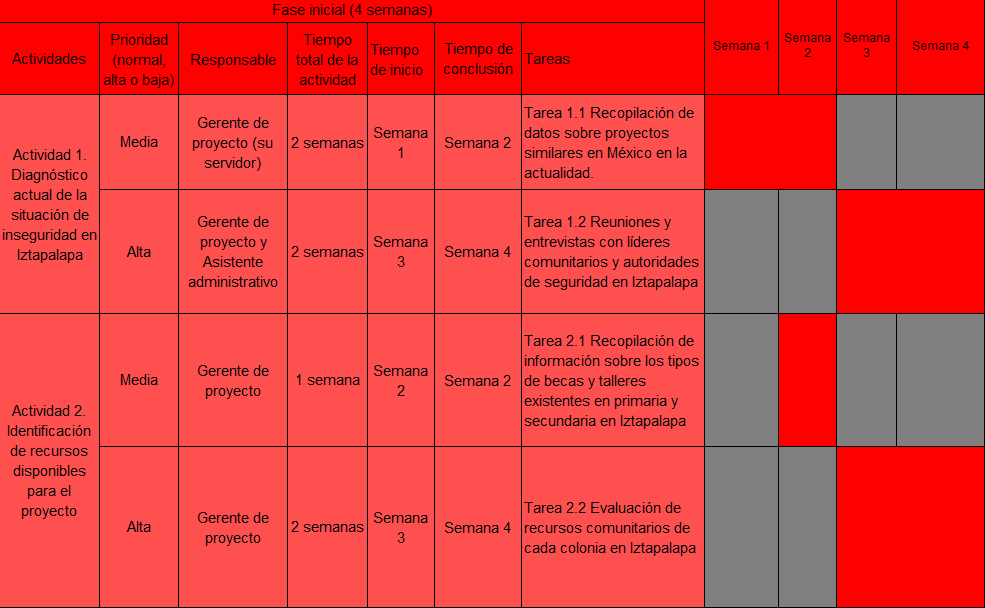 Fase inicial (4 semanas)
Actividades
Prioridad
(normal,
alta o baja)
Responsable
Tiempo
total de la
actividad
Tiempo
de inicio
Tiempo de
conclusión
Tareas
Semana 1
Semana
2
Semana
3
Semana 4
Actividad 1.
Diagnóstico
actual de la
situación de
inseguridad en
Iztapalapa
Media
Gerente de
proyecto (su
servidor)
2 semanas
Semana
1
Semana 2
Tarea 1.1 Recopilación de
datos sobre proyectos
similares en México en la
actualidad.
Alta
Gerente de
proyecto y
Asistente
administrativo
2 semanas
Semana
3
Semana 4
Tarea 1.2 Reuniones y
entrevistas con líderes
comunitarios y autoridades
de seguridad en Iztapalapa
Actividad 2.
Identificación
de recursos
disponibles
para el
proyecto
Media
Gerente de
proyecto
1 semana
Semana
2
Semana 2
Tarea 2.1 Recopilación de
información sobre los tipos
de becas y talleres
existentes en primaria y
secundaria en Iztapalapa
Alta
Gerente de
proyecto
2 semanas
Semana
3
Semana 4
Tarea 2.2 Evaluación de
recursos comunitarios de
cada colonia en Iztapalapa